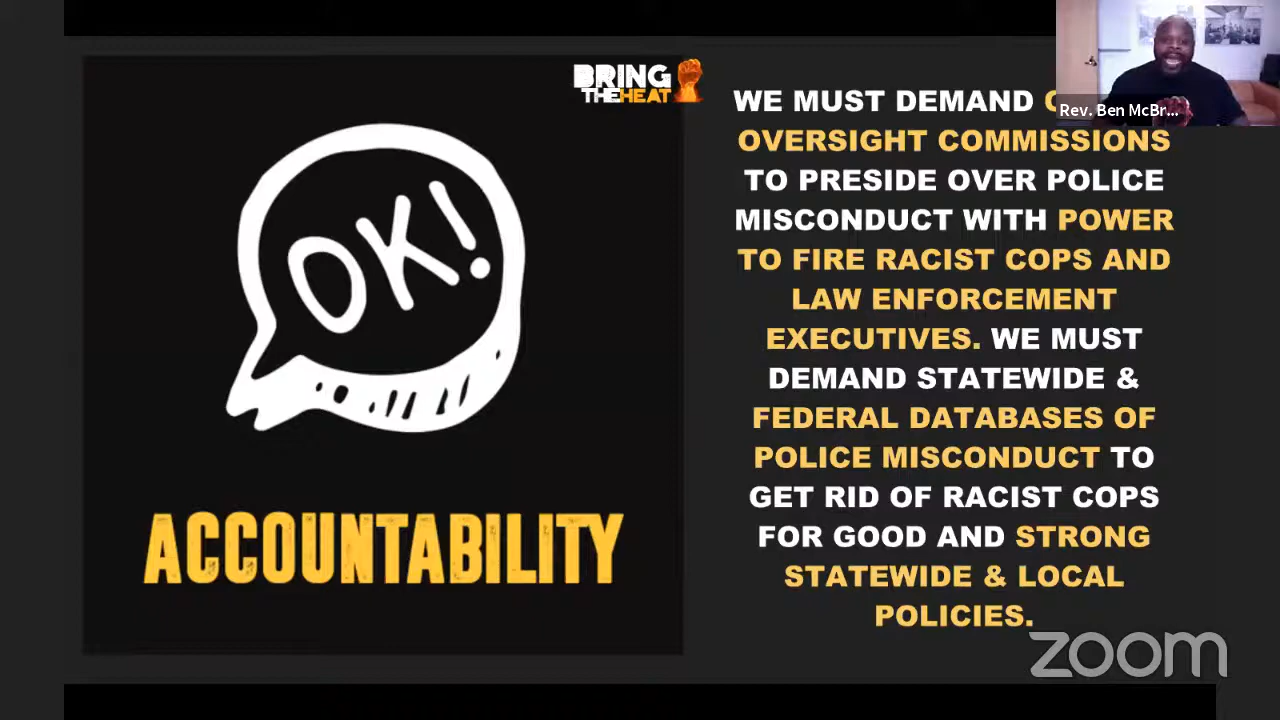 BRING
THE HEAT
OK!
ACCOUNTABILITY
WE MUST DEMAND
OVERSIGHT COMMISSIONS
TO PRESIDE OVER POLICE
MISCONDUCT WITH POWER
TO FIRE RACIST COPS AND
LAW ENFORCEMENT
EXECUTIVES. WE MUST
DEMAND STATEWIDE &
FEDERAL DATABASES OF
POLICE MISCONDUCT TO
GET RID OF RACIST COPS
FOR GOOD AND STRONG
STATEWIDE & LOCAL
POLICIES.
Rev. Ben McBr...
zoom